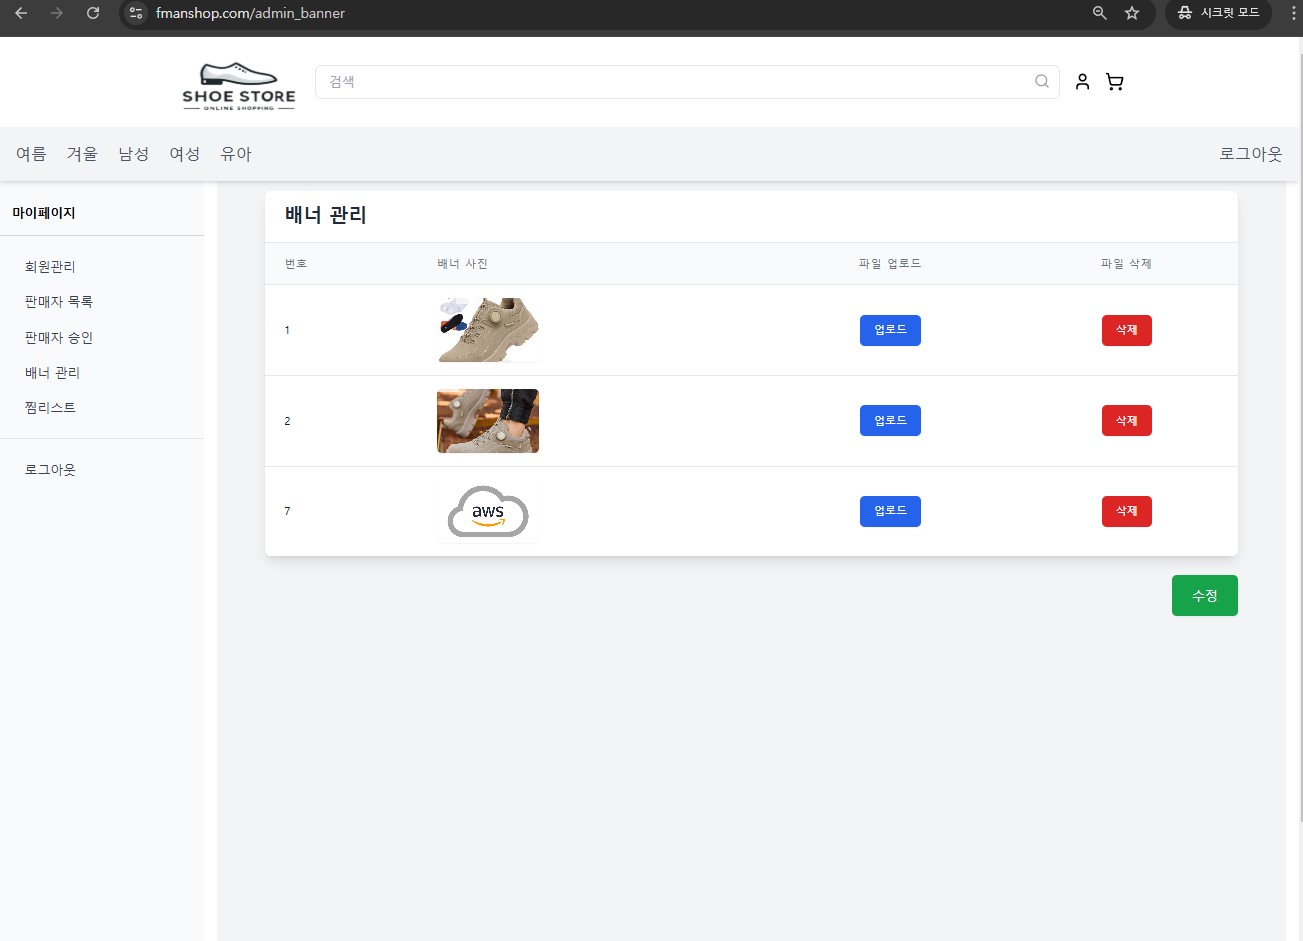 fmanshop.com/admin_banner
시크릿 모드
SHOE STORE
ONLINE SHOPPING
검색
여름 겨울 남성 여성 유아 로그아웃
마이페이지
회원관리
판매자 목록
판매자 승인
배너 관리
찜리스트
로그아웃
배너 관리
번호 배너 사진 파일 업로드 파일 삭제
1 업로드 삭제
2 업로드 삭제
7 aws 업로드 삭제
수정